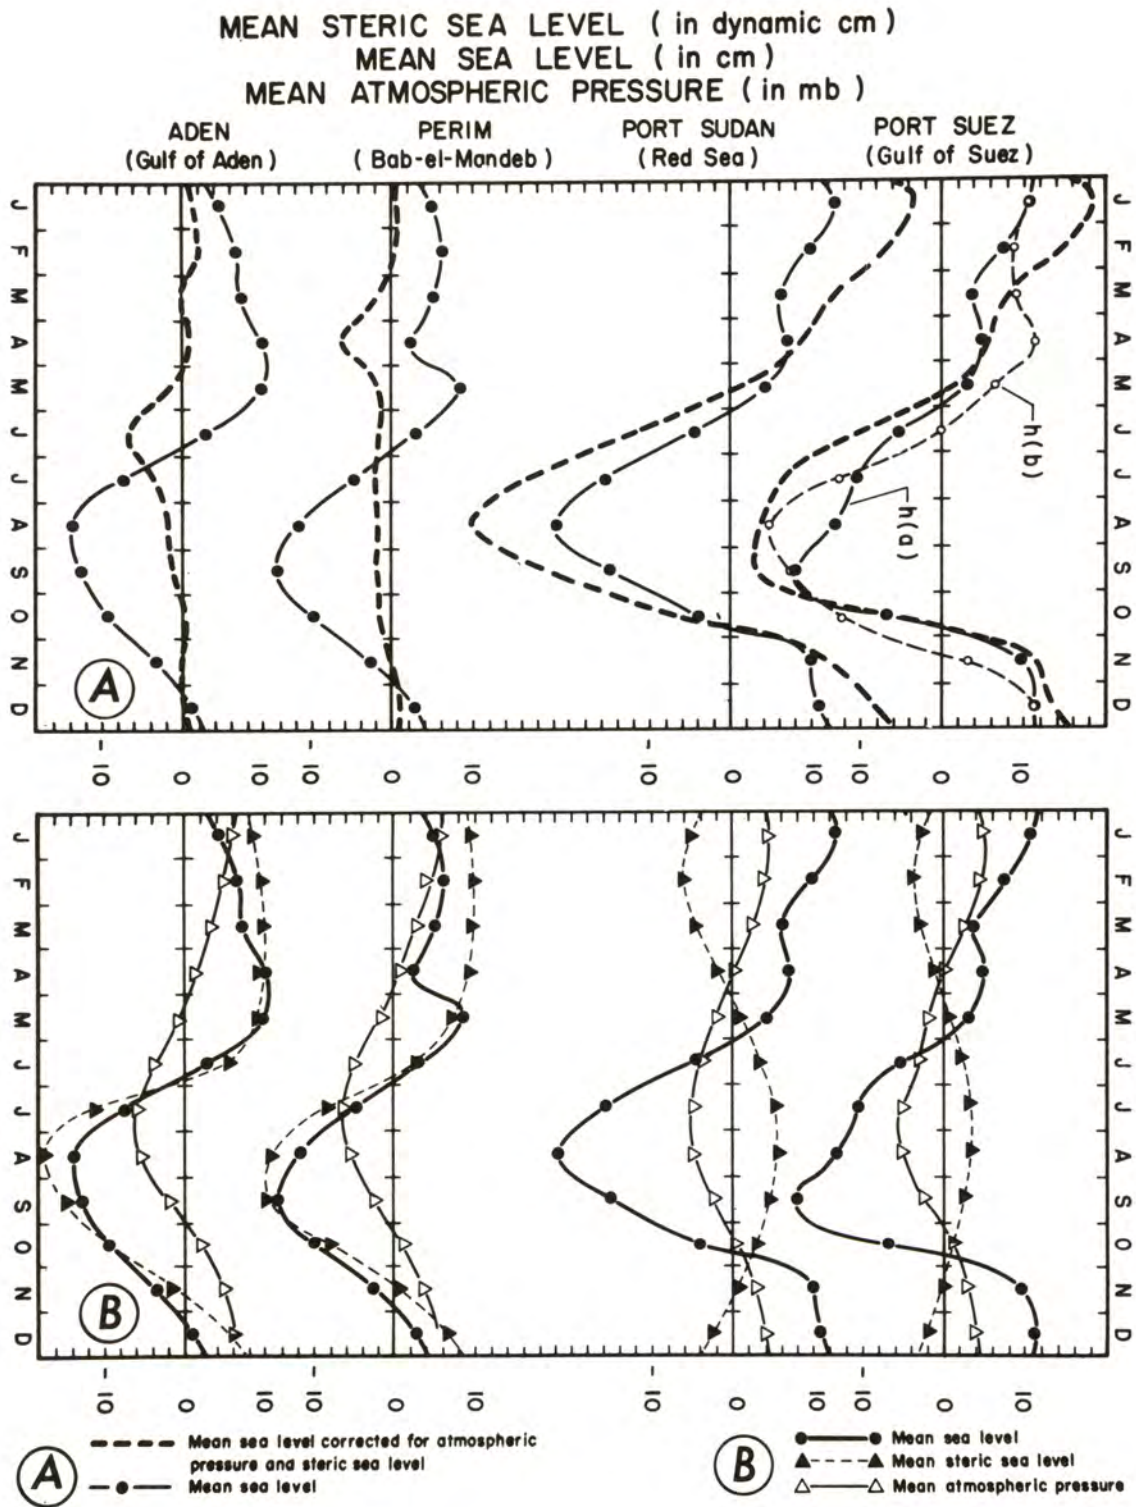 MEAN STERIC SEA LEVEL (in dynamic cm)
MEAN SEA LEVEL (in cm)
MEAN ATMOSPHERIC PRESSURE (in mb)
ADEN
(Gulf of Aden)
PERIM
(Bab-el-Mandeb)
PORT SUDAN
(Red Sea)
PORT SUEZ
(Gulf of Suez)
J F M A M J J A S O N D
J F M A M J J A S O N D
h(b)
h(a)
A
-10 0 10 -10 0 10 -10 0 10 -10 0 10
J F M A M J J A S O N D
J F M A M J J A S O N D
B
-10 0 10 -10 0 10 -10 0 10 -10 0 10
A
Mean sea level corrected for atmospheric
pressure and steric sea level
Mean sea level
B
Mean sea level
Mean steric sea level
Mean atmospheric pressure